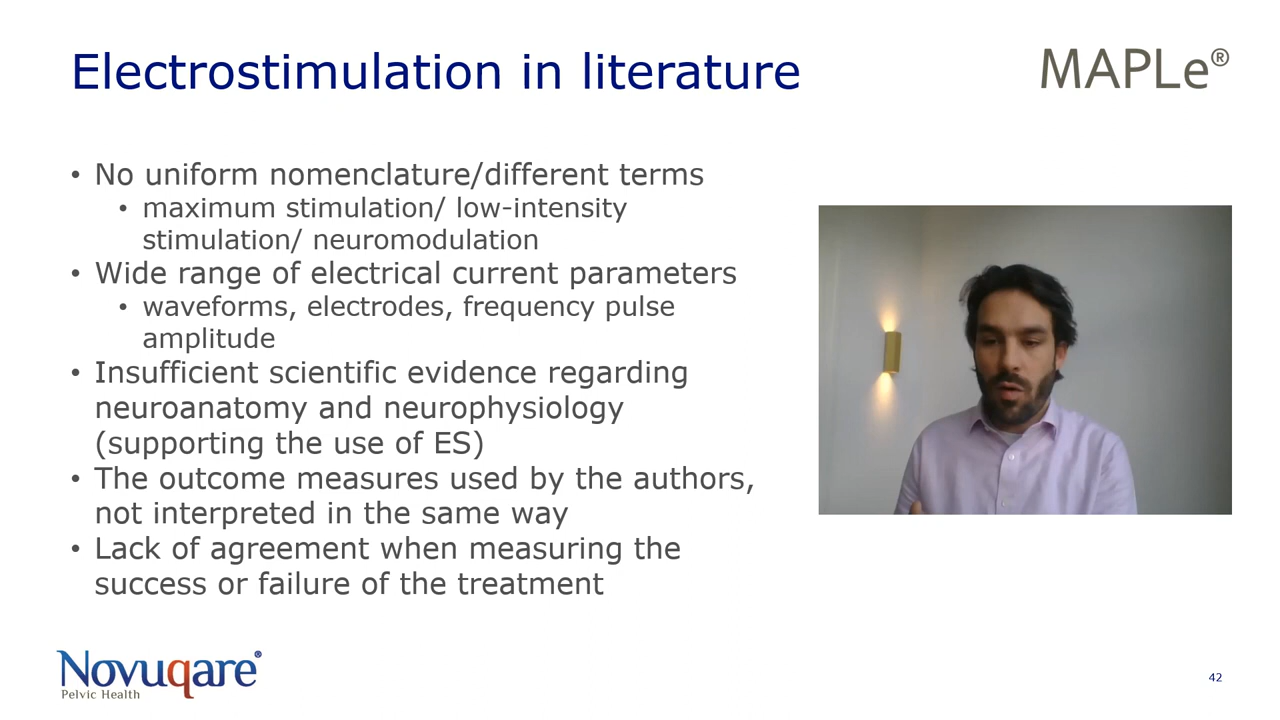 Electrostimulation in literature
MAPLe®
• No uniform nomenclature/different terms
• maximum stimulation/ low-intensity
stimulation/ neuromodulation
• Wide range of electrical current parameters
• waveforms, electrodes, frequency pulse
amplitude
• Insufficient scientific evidence regarding
neuroanatomy and neurophysiology
(supporting the use of ES)
• The outcome measures used by the authors,
not interpreted in the same way
• Lack of agreement when measuring the
success or failure of the treatment
Novuqare®
Pelvic Health
42